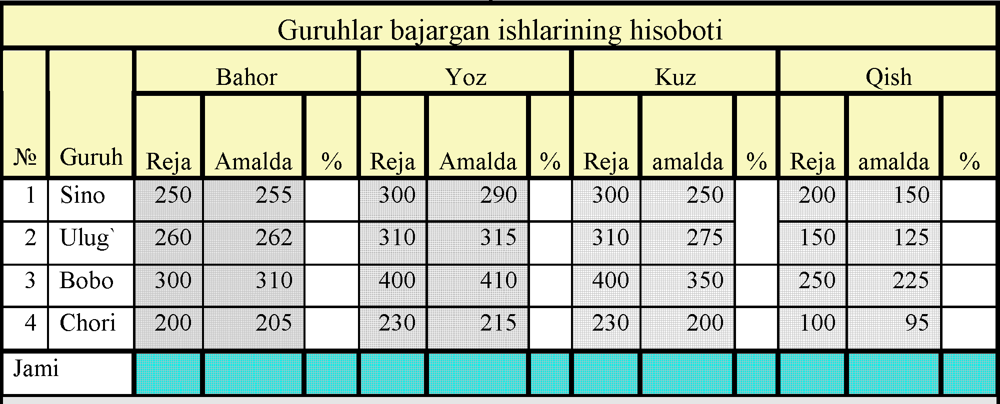 Guruhlar bajargan ishlarining hisoboti
№ Guruh Bahor Yoz Kuz Qish
Reja Amalda % Reja Amalda % Reja amalda % Reja amalda %
1 Sino 250 255 300 290 300 250 200 150
2 Ulug` 260 262 310 315 310 275 150 125
3 Bobo 300 310 400 410 400 350 250 225
4 Chori 200 205 230 215 230 200 100 95
Jami